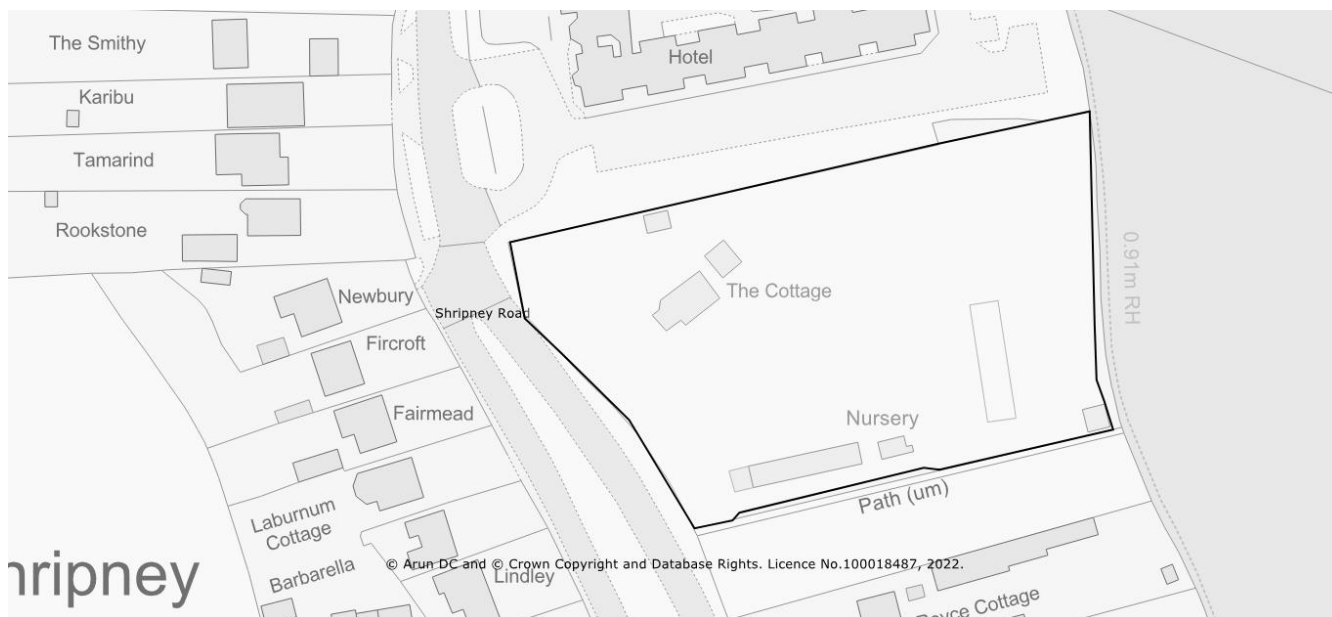 The Smithy
Hotel
Karibu
Tamarind
Rookstone
0.91m RH
Newbury
The Cottage
Shripney Road
Fircroft
Fairmead
Nursery
Path (um)
Laburnum
Cottage
Barbarella
© Arun DC and © Crown Copyright and Database Rights. Licence No.100018487, 2022.
Lindley
hripney
Royce Cottage